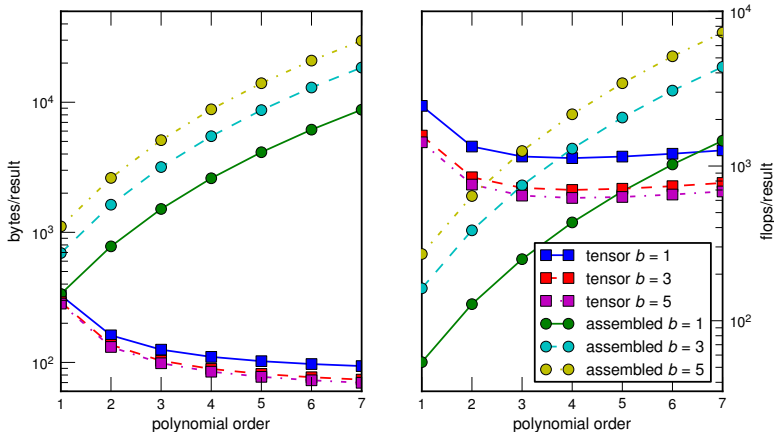 10^4
10^3
10^2
bytes/result
1 2 3 4 5 6 7
polynomial order
10^4
10^3
10^2
flops/result
1 2 3 4 5 6 7
polynomial order
tensor b = 1
tensor b = 3
tensor b = 5
assembled b = 1
assembled b = 3
assembled b = 5